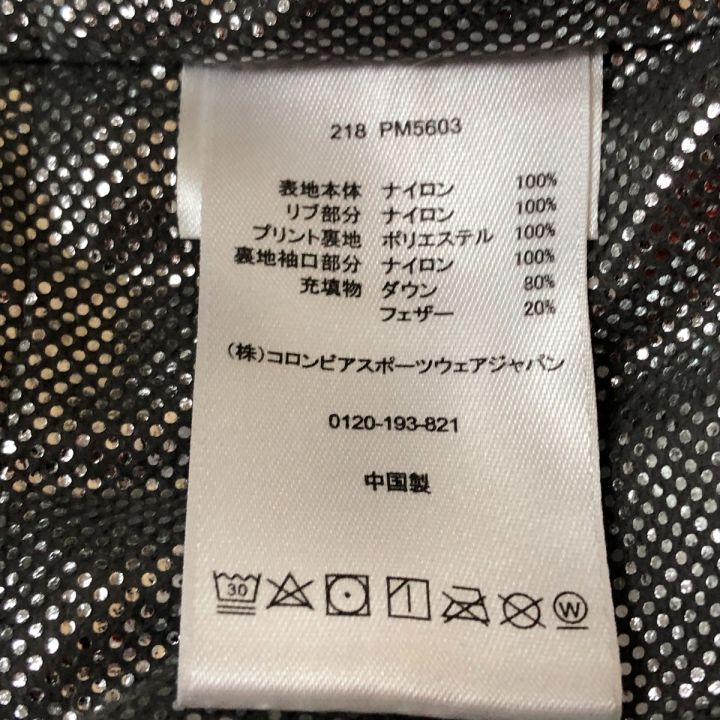 218 PM5603
表地本体 ナイロン 100%
リブ部分 ナイロン 100%
プリント裏地 ポリエステル 100%
裏地袖口部分 ナイロン 100%
充填物 ダウン 80%
フェザー 20%
(株)コロンビアスポーツウェアジャパン
0120-193-821
中国製
30 W